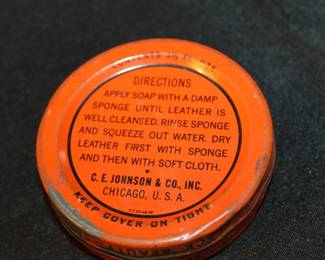 DIRECTIONS
APPLY SOAP WITH A DAMP
SPONGE UNTIL LEATHER IS
WELL CLEANSED. RINSE SPONGE
AND SQUEEZE OUT WATER. DRY
LEATHER FIRST WITH SPONGE
AND THEN WITH SOFT CLOTH.
C. E. JOHNSON & CO., INC.
CHICAGO, U. S. A.
KEEP COVER ON TIGHT